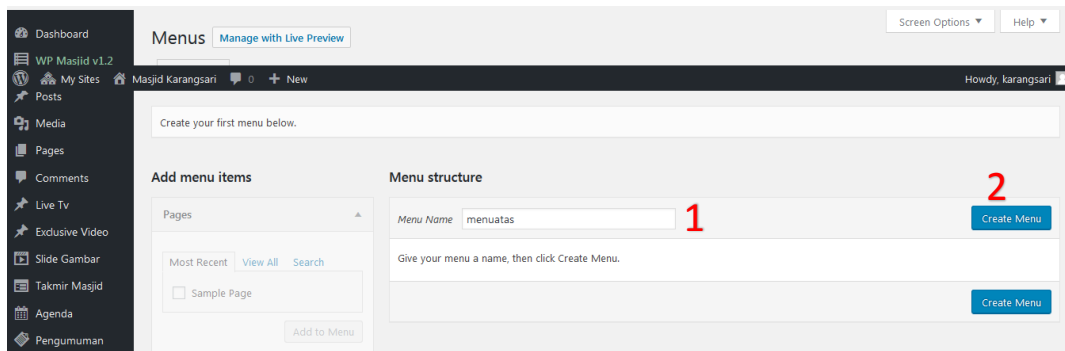 Screen Options ▼ Help ▼
Dashboard
Menus Manage with Live Preview
WP Masjid v1.2
My Sites Masjid Karangsari 0 + New Howdy, karangsari
Posts
Media
Create your first menu below.
Pages
Comments
Add menu items
Menu structure
2
Live Tv
Pages
Menu Name menuatas 1 Create Menu
Exclusive Video
Slide Gambar
Most Recent View All Search
Give your menu a name, then click Create Menu.
Takmir Masjid
Sample Page
Create Menu
Agenda
Add to Menu
Pengumuman